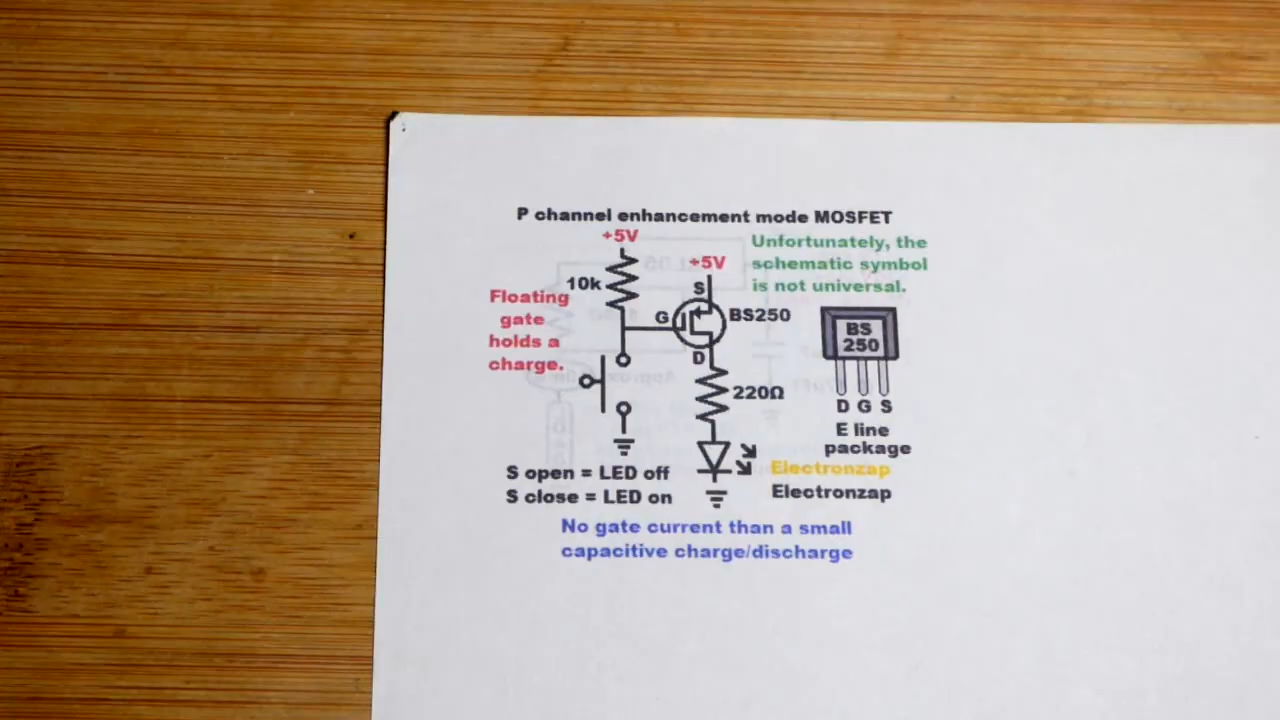 P channel enhancement mode MOSFET
+5V
10k
Floating
gate
holds a
charge.
+5V
S
G
D
BS250
220Ω
Unfortunately, the
schematic symbol
is not universal.
BS
250
D G S
E line
package
Electronzap
Electronzap
S open = LED off
S close = LED on
No gate current than a small
capacitive charge/discharge